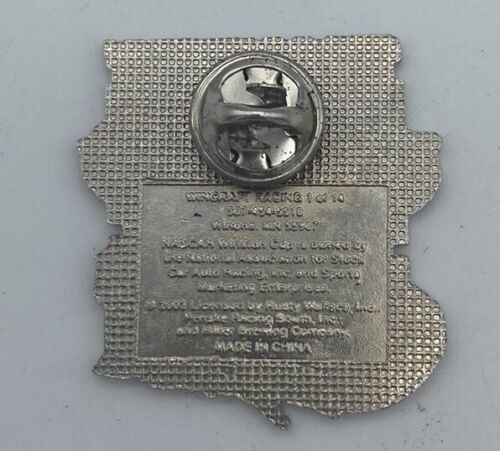 WINCRAFT RACING 1 of 14
507-454-5510
Winona, MN 55987
NASCAR Winston Cup is owned by
the National Association for Stock
Car Auto Racing, Inc. and Sports
Marketing Enterprises.
© 2003 Licensed by Rusty Wallace, Inc.,
Penske Racing South, Inc.,
and Miller Brewing Company.
MADE IN CHINA